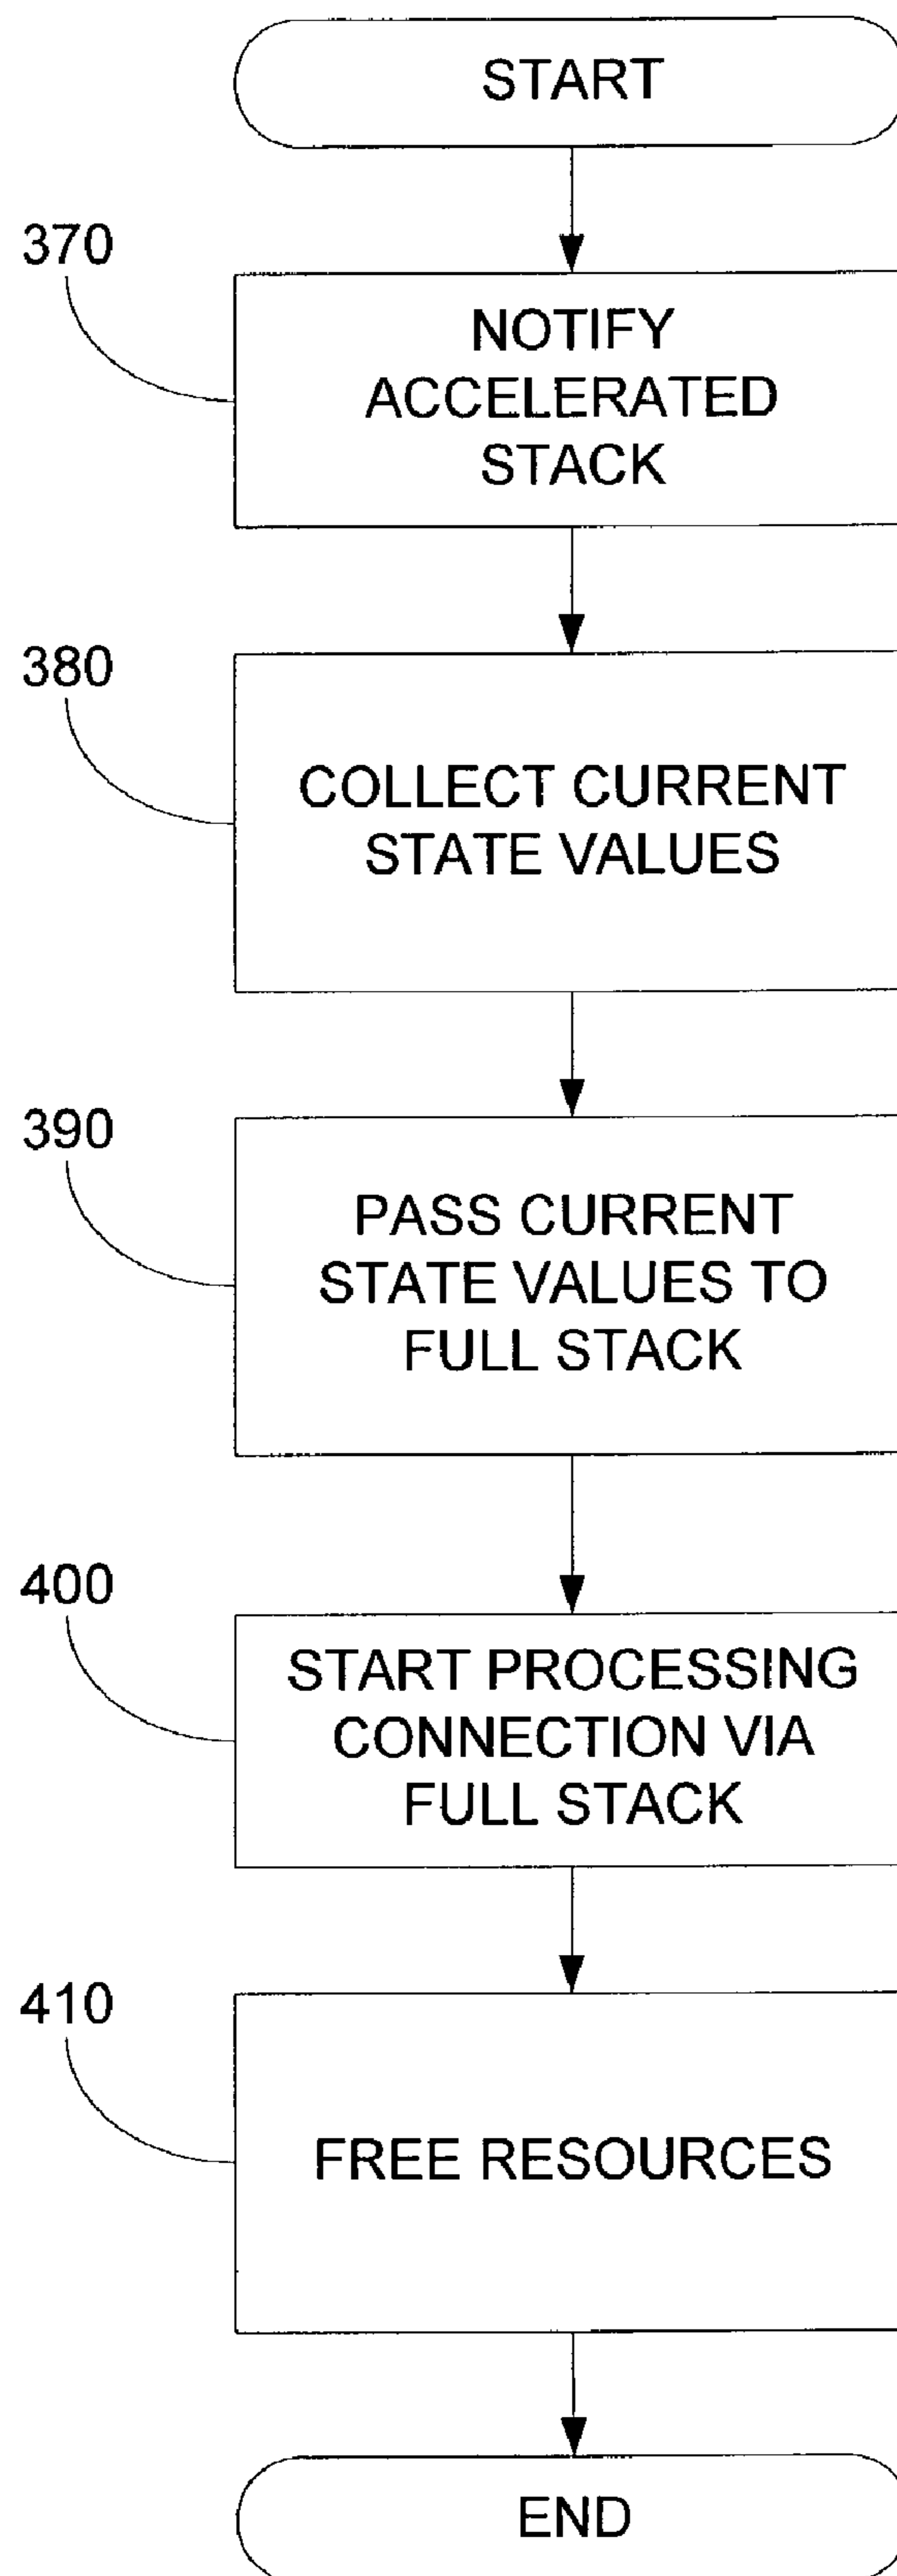 START
370
NOTIFY
ACCELERATED
STACK
380
COLLECT CURRENT
STATE VALUES
390
PASS CURRENT
STATE VALUES TO
FULL STACK
400
START PROCESSING
CONNECTION VIA
FULL STACK
410
FREE RESOURCES
END